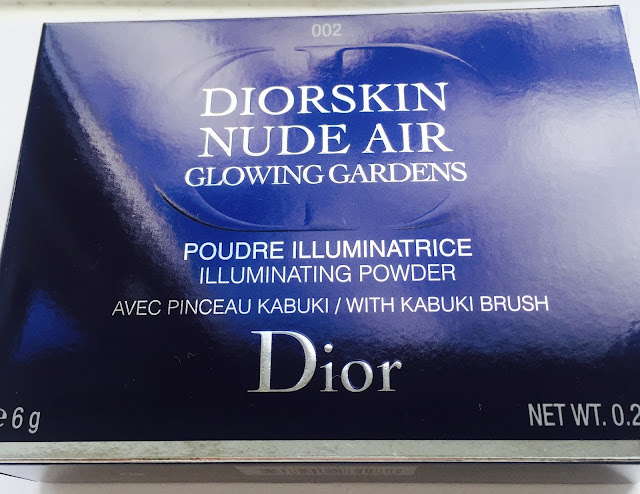 002
DIORSKIN
NUDE AIR
GLOWING GARDENS
POUDRE ILLUMINATRICE
ILLUMINATING POWDER
AVEC PINCEAU KABUKI / WITH KABUKI BRUSH
Dior
℮6 g
NET WT. 0.2